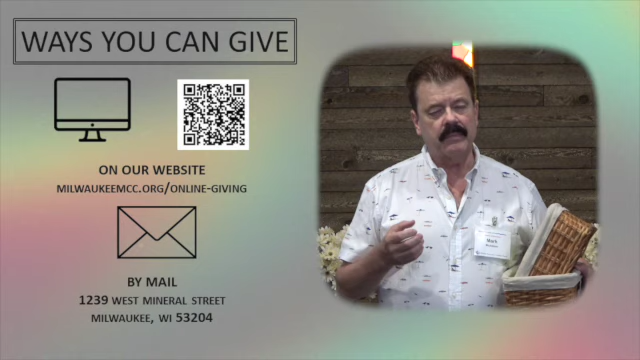 WAYS YOU CAN GIVE
ON OUR WEBSITE
MILWAUKEEMCC.ORG/ONLINE-GIVING
BY MAIL
1239 WEST MINERAL STREET
MILWAUKEE, WI 53204
Mark